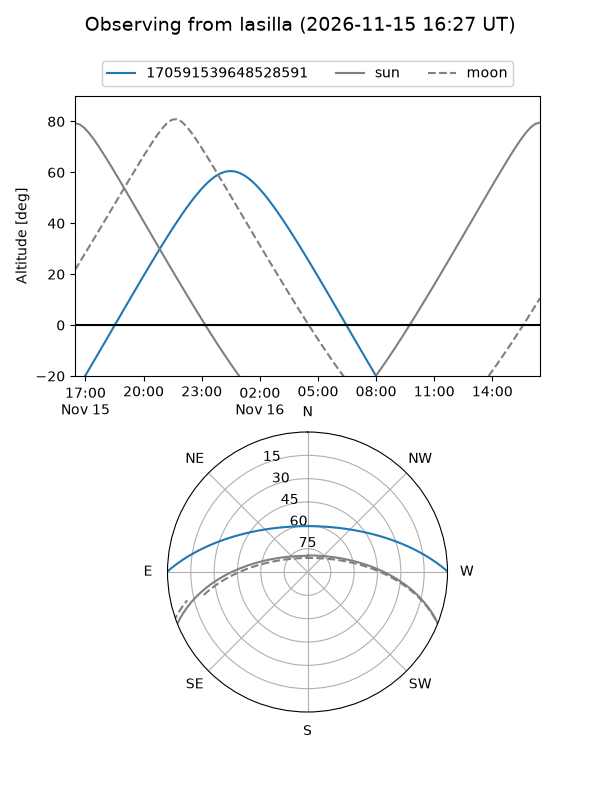 Observing from lasilla (2026-11-15 16:27 UT)
170591539648528591 sun moon
80
60
40
20
0
−20
Altitude [deg]
17:00 20:00 23:00 02:00 05:00 08:00 11:00 14:00
Nov 15 Nov 16
N
NE NW
15
30
45
60
75
E W
SE SW
S